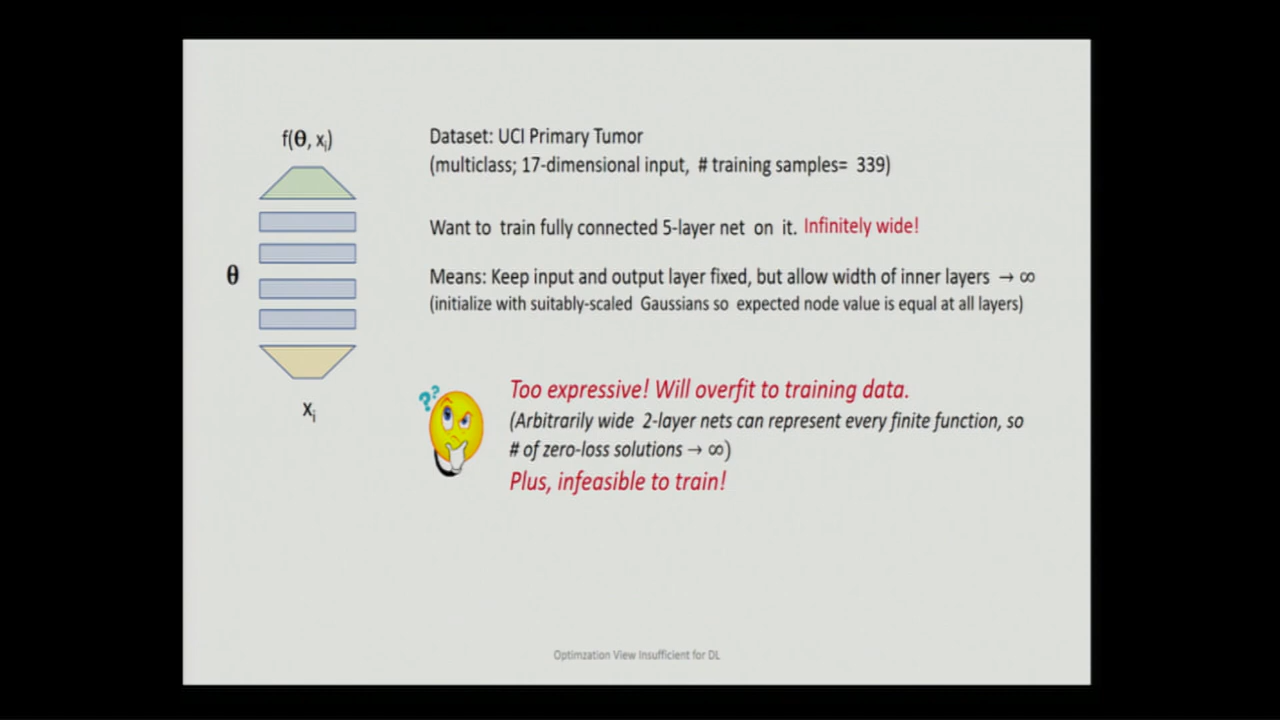 f(θ, xᵢ)
θ
xᵢ
Dataset: UCI Primary Tumor
(multiclass; 17-dimensional input, # training samples= 339)
Want to train fully connected 5-layer net on it. Infinitely wide!
Means: Keep input and output layer fixed, but allow width of inner layers → ∞
(initialize with suitably-scaled Gaussians so expected node value is equal at all layers)
??
Too expressive! Will overfit to training data.
(Arbitrarily wide 2-layer nets can represent every finite function, so
# of zero-loss solutions → ∞)
Plus, infeasible to train!
Optimzation View Insufficient for DL